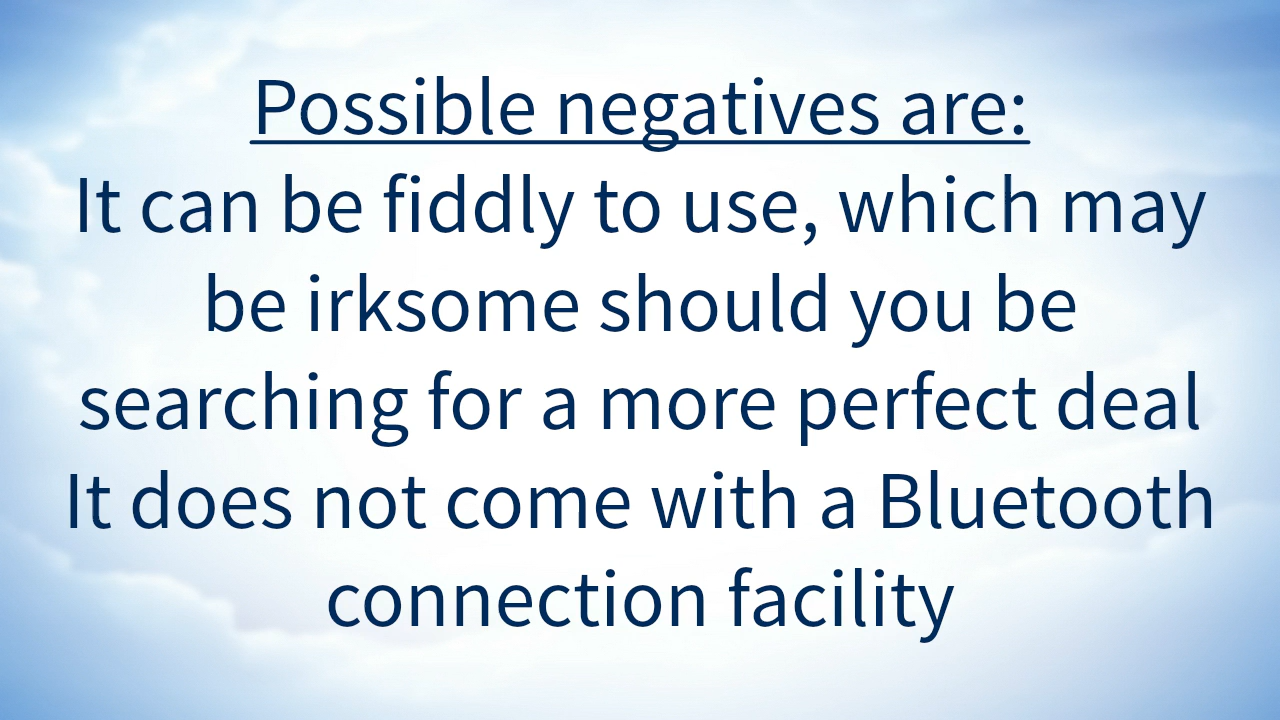 Possible negatives are:
It can be fiddly to use, which may
be irksome should you be
searching for a more perfect deal
It does not come with a Bluetooth
connection facility